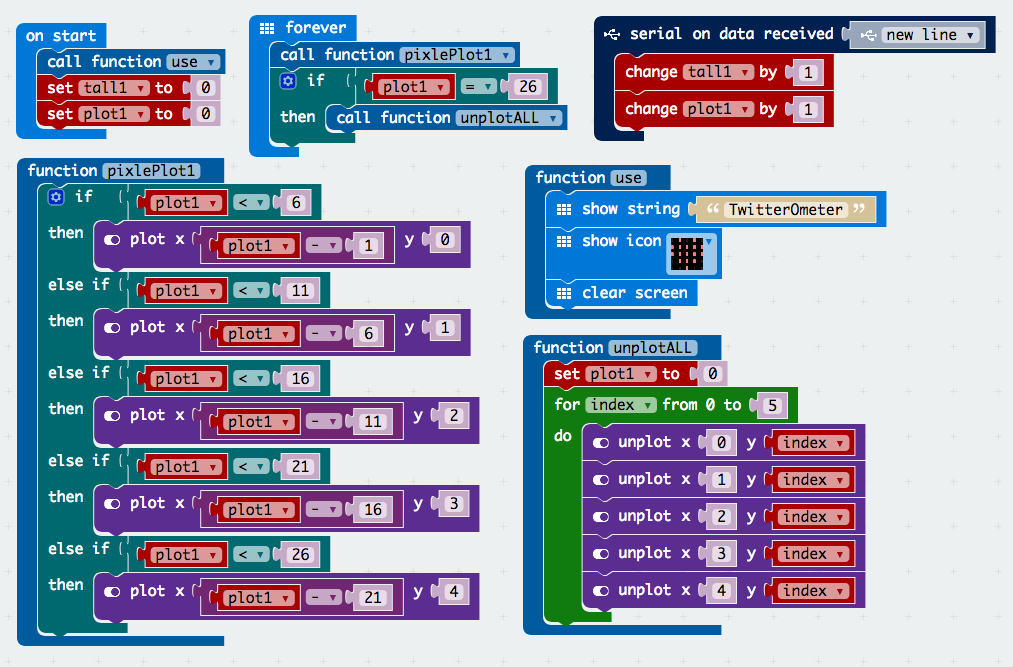 on start
call function use
set tall1 to 0
set plot1 to 0
forever
call function pixlePlot1
if plot1 = 26
then call function unplotALL
serial on data received new line
change tall1 by 1
change plot1 by 1
function pixlePlot1
if plot1 < 6
then plot x plot1 - 1 y 0
else if plot1 < 11
then plot x plot1 - 6 y 1
else if plot1 < 16
then plot x plot1 - 11 y 2
else if plot1 < 21
then plot x plot1 - 16 y 3
else if plot1 < 26
then plot x plot1 - 21 y 4
function use
show string “ TwitterOmeter ”
show icon
clear screen
function unplotALL
set plot1 to 0
for index from 0 to 5
do unplot x 0 y index
unplot x 1 y index
unplot x 2 y index
unplot x 3 y index
unplot x 4 y index